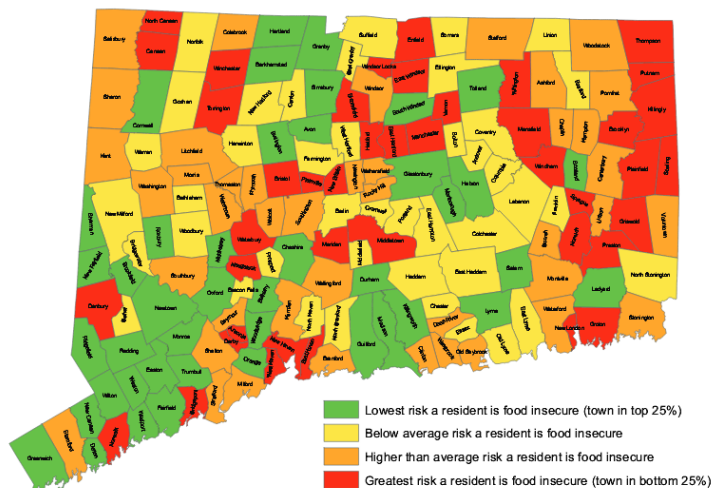 Salisbury
North Canaan
Canaan
Norfolk
Colebrook
Hartland
Granby
Suffield
Enfield
Somers
Stafford
Union
Woodstock
Thompson
Winchester
Barkhamsted
East Granby
Windsor Locks
East Windsor
Ellington
Putnam
Sharon
Cornwall
Goshen
Torrington
New Hartford
Canton
Simsbury
Windsor
South Windsor
Vernon
Tolland
Ashford
Pomfret
Killingly
Kent
Warren
Litchfield
Harwinton
Burlington
Avon
West Hartford
Farmington
Manchester
Bolton
Coventry
Andover
Columbia
Mansfield
Windham
Hampton
Brooklyn
Canterbury
Plainfield
Sterling
Washington
Morris
Bethlehem
Thomaston
Plymouth
Bristol
Plainville
New Britain
Wethersfield
Rocky Hill
Glastonbury
Marlborough
Hebron
Lebanon
Franklin
Sprague
Lisbon
Griswold
Voluntown
Sherman
New Milford
Woodbury
Watertown
Wolcott
Southington
Berlin
Cromwell
Portland
East Hampton
Colchester
Bozrah
Norwich
Preston
New Fairfield
Bridgewater
Roxbury
Brookfield
Southbury
Middlebury
Waterbury
Cheshire
Meriden
Middletown
Middlefield
Haddam
East Haddam
Salem
Montville
Ledyard
North Stonington
Danbury
Bethel
Newtown
Oxford
Naugatuck
Prospect
Beacon Falls
Bethany
Wallingford
Durham
Ridgefield
Redding
Monroe
Seymour
Ansonia
Derby
Woodbridge
Hamden
North Haven
North Branford
Guilford
Madison
Killingworth
Chester
Deep River
Essex
Lyme
East Lyme
Waterford
New London
Groton
Stonington
Wilton
Weston
Easton
Trumbull
Shelton
Orange
New Haven
West Haven
East Haven
Branford
Clinton
Westbrook
Old Saybrook
Old Lyme
Milford
Stratford
Bridgeport
Fairfield
Westport
Norwalk
New Canaan
Darien
Stamford
Greenwich
Lowest risk a resident is food insecure (town in top 25%)
Below average risk a resident is food insecure
Higher than average risk a resident is food insecure
Greatest risk a resident is food insecure (town in bottom 25%)